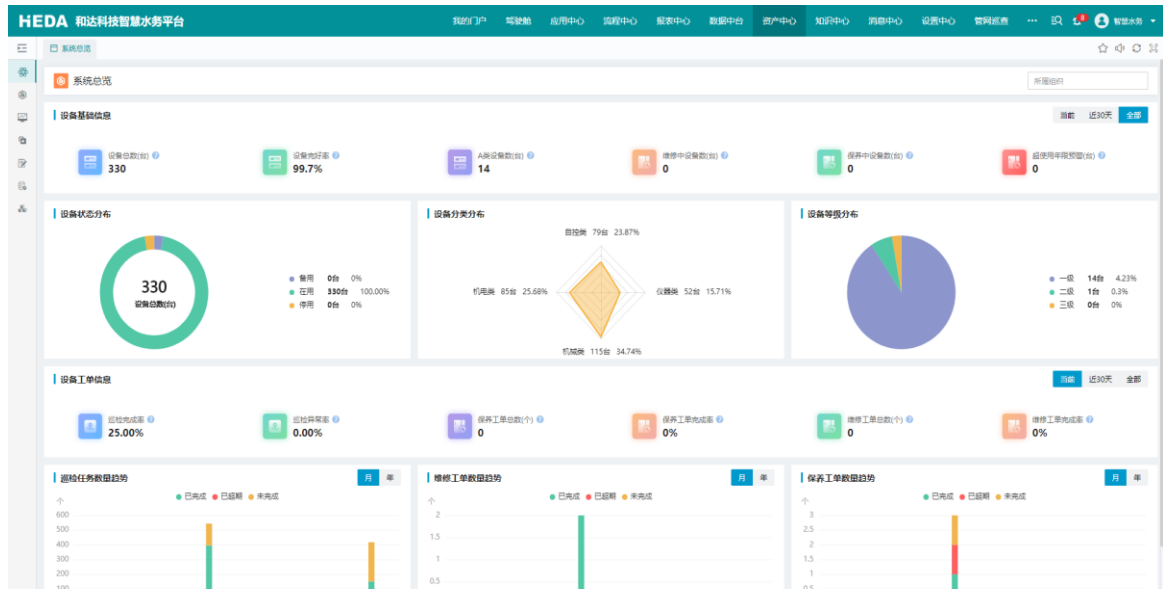 HEDA 和达科技智慧水务平台
我的门户 驾驶舱 应用中心 流程中心 报表中心 数据中台 资产中心 知识中心 消息中心 设置中心 管网巡查 ··· 8 智慧水务
系统总览
系统总览 所属组织
设备基础信息 当前 近30天 全部
设备总数(台) 设备完好率 A类设备数(台) 维修中设备数(台) 保养中设备数(台) 超使用年限预警(台)
330 99.7% 14 0 0 0
设备状态分布
330
设备总数(台)
备用 0台 0%
在用 330台 100.00%
停用 0台 0%
设备分类分布
自控类 79台 23.87%
机电类 85台 25.68%
仪器类 52台 15.71%
机械类 115台 34.74%
设备等级分布
一级 14台 4.23%
二级 1台 0.3%
三级 0台 0%
设备工单信息 当前 近30天 全部
巡检完成率 巡检异常率 保养工单总数(个) 保养工单完成率 维修工单总数(个) 维修工单完成率
25.00% 0.00% 0 0% 0 0%
巡检任务数量趋势 月 年
已完成 已超期 未完成
个
600
500
400
300
200
100
维修工单数量趋势 月 年
已完成 已超期 未完成
个
2
1.5
1
0.5
保养工单数量趋势 月 年
已完成 已超期 未完成
个
3
2.5
2
1.5
1
0.5